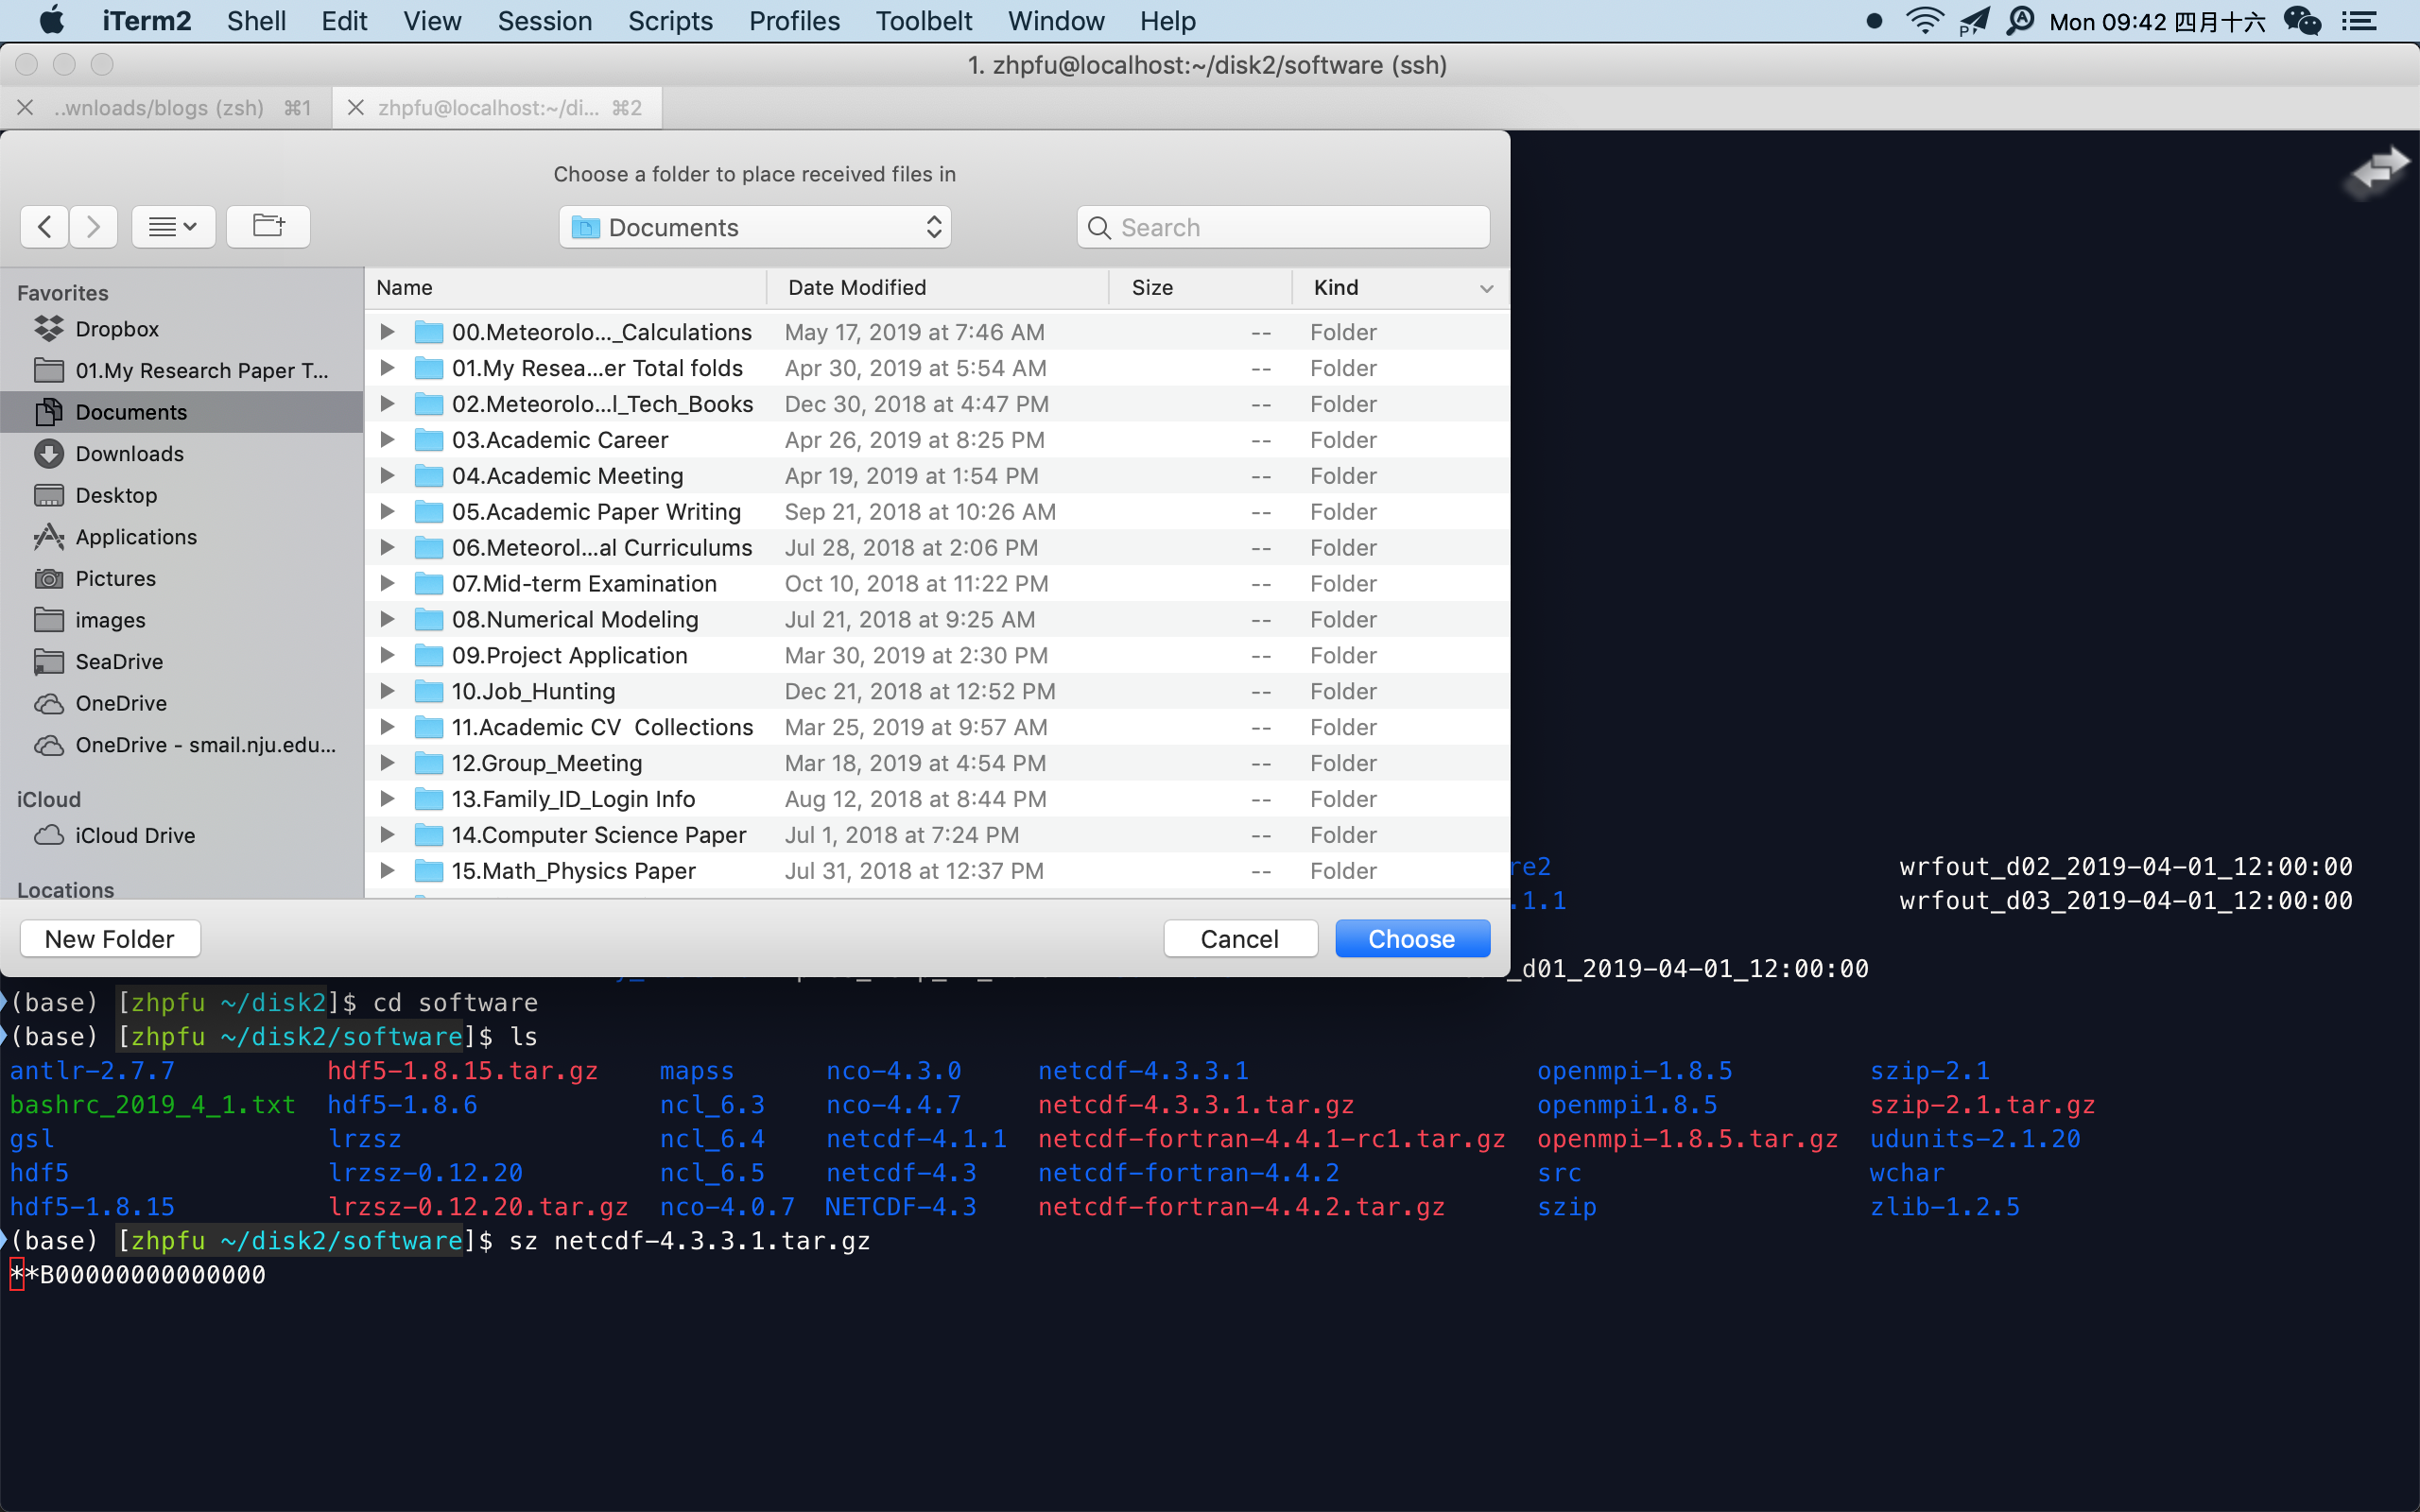 iTerm2 Shell Edit View Session Scripts Profiles Toolbelt Window Help Mon 09:42 四月十六
1. zhpfu@localhost:~/disk2/software (ssh)
..wnloads/blogs (zsh) ⌘1 zhpfu@localhost:~/di... ⌘2
Choose a folder to place received files in
Documents
Search
Favorites
Dropbox
01.My Research Paper T...
Documents
Downloads
Desktop
Applications
Pictures
images
SeaDrive
OneDrive
OneDrive - smail.nju.edu...
iCloud
iCloud Drive
Locations
Name Date Modified Size Kind
00.Meteorolo..._Calculations May 17, 2019 at 7:46 AM -- Folder
01.My Resea...er Total folds Apr 30, 2019 at 5:54 AM -- Folder
02.Meteorolo...l_Tech_Books Dec 30, 2018 at 4:47 PM -- Folder
03.Academic Career Apr 26, 2019 at 8:25 PM -- Folder
04.Academic Meeting Apr 19, 2019 at 1:54 PM -- Folder
05.Academic Paper Writing Sep 21, 2018 at 10:26 AM -- Folder
06.Meteorol...al Curriculums Jul 28, 2018 at 2:06 PM -- Folder
07.Mid-term Examination Oct 10, 2018 at 11:22 PM -- Folder
08.Numerical Modeling Jul 21, 2018 at 9:25 AM -- Folder
09.Project Application Mar 30, 2019 at 2:30 PM -- Folder
10.Job_Hunting Dec 21, 2018 at 12:52 PM -- Folder
11.Academic CV  Collections Mar 25, 2019 at 9:57 AM -- Folder
12.Group_Meeting Mar 18, 2019 at 4:54 PM -- Folder
13.Family_ID_Login Info Aug 12, 2018 at 8:44 PM -- Folder
14.Computer Science Paper Jul 1, 2018 at 7:24 PM -- Folder
15.Math_Physics Paper Jul 31, 2018 at 12:37 PM -- Folder
New Folder Cancel Choose
re2 wrfout_d02_2019-04-01_12:00:00
.1.1 wrfout_d03_2019-04-01_12:00:00
_d01_2019-04-01_12:00:00
(base) [zhpfu ~/disk2]$ cd software
(base) [zhpfu ~/disk2/software]$ ls
antlr-2.7.7 hdf5-1.8.15.tar.gz mapss nco-4.3.0 netcdf-4.3.3.1 openmpi-1.8.5 szip-2.1
bashrc_2019_4_1.txt hdf5-1.8.6 ncl_6.3 nco-4.4.7 netcdf-4.3.3.1.tar.gz openmpi1.8.5 szip-2.1.tar.gz
gsl lrzsz ncl_6.4 netcdf-4.1.1 netcdf-fortran-4.4.1-rc1.tar.gz openmpi-1.8.5.tar.gz udunits-2.1.20
hdf5 lrzsz-0.12.20 ncl_6.5 netcdf-4.3 netcdf-fortran-4.4.2 src wchar
hdf5-1.8.15 lrzsz-0.12.20.tar.gz nco-4.0.7 NETCDF-4.3 netcdf-fortran-4.4.2.tar.gz szip zlib-1.2.5
(base) [zhpfu ~/disk2/software]$ sz netcdf-4.3.3.1.tar.gz
**B00000000000000